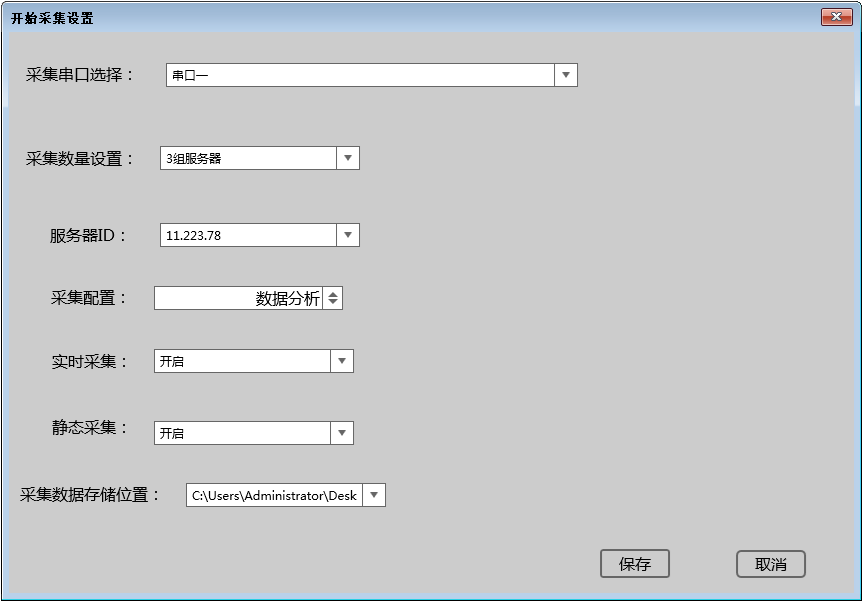 开始采集设置
采集串口选择： 串口一
采集数量设置： 3组服务器
服务器ID： 11.223.78
采集配置： 数据分析
实时采集： 开启
静态采集： 开启
采集数据存储位置： C:\Users\Administrator\Desk
保存 取消